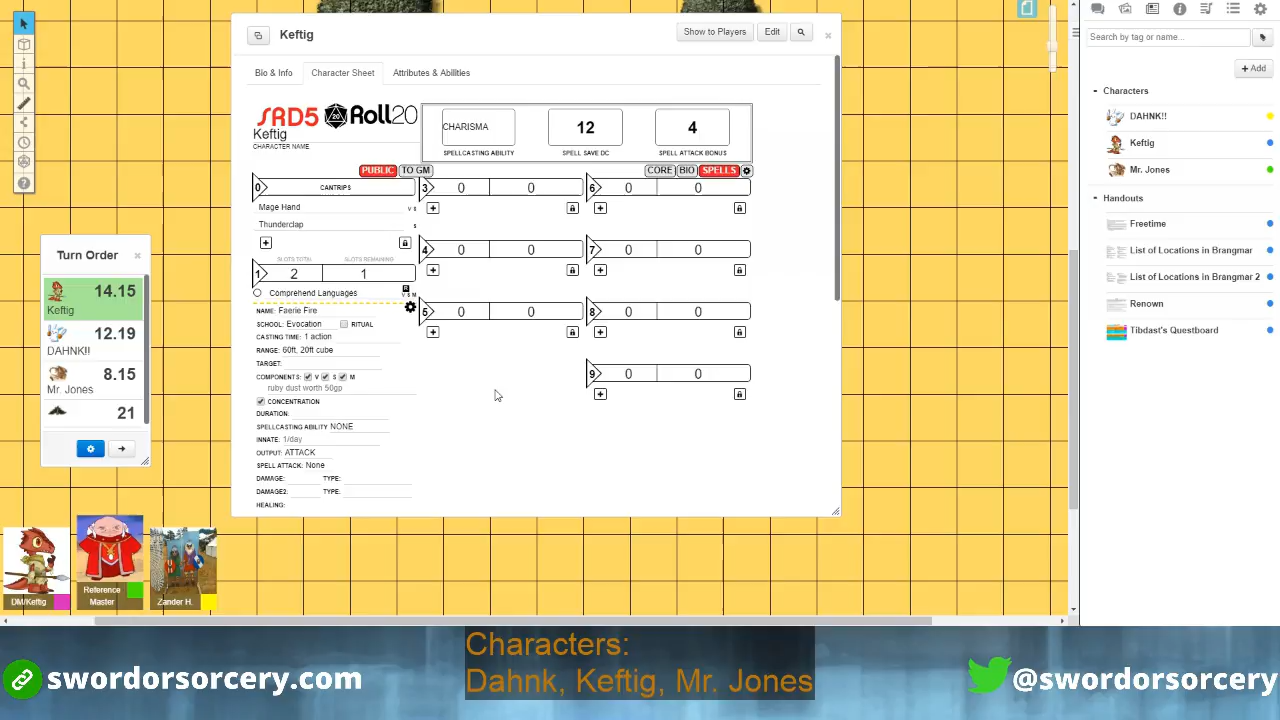 Keftig
Show to Players
Edit
Bio & Info
Character Sheet
Attributes & Abilities
SRD5 Roll20
Keftig
CHARACTER NAME
CHARISMA
12
4
SPELLCASTING ABILITY
SPELL SAVE DC
SPELL ATTACK BONUS
PUBLIC
TO GM
CORE
BIO
SPELLS
0
CANTRIPS
Mage Hand
V S
Thunderclap
S
SLOTS TOTAL
SLOTS REMAINING
1
2
1
Comprehend Languages
R
V S M
NAME: Faerie Fire
SCHOOL: Evocation
RITUAL
CASTING TIME: 1 action
RANGE: 60ft, 20ft cube
TARGET:
COMPONENTS: V S M
ruby dust worth 50gp
CONCENTRATION
DURATION:
SPELLCASTING ABILITY NONE
INNATE: 1/day
OUTPUT: ATTACK
SPELL ATTACK: None
DAMAGE: TYPE:
DAMAGE2: TYPE:
HEALING:
3 0 0
4 0 0
5 0 0
6 0 0
7 0 0
8 0 0
9 0 0
Turn Order
14.15
Keftig
12.19
DAHNK!!
8.15
Mr. Jones
21
DM/Keftig
Reference
Master
Zander H.
Search by tag or name...
+ Add
Characters
DAHNK!!
Keftig
Mr. Jones
Handouts
Freetime
List of Locations in Brangmar
List of Locations in Brangmar 2
Renown
Tibdast's Questboard
swordorsorcery.com
Characters:
Dahnk, Keftig, Mr. Jones
@swordorsorcery